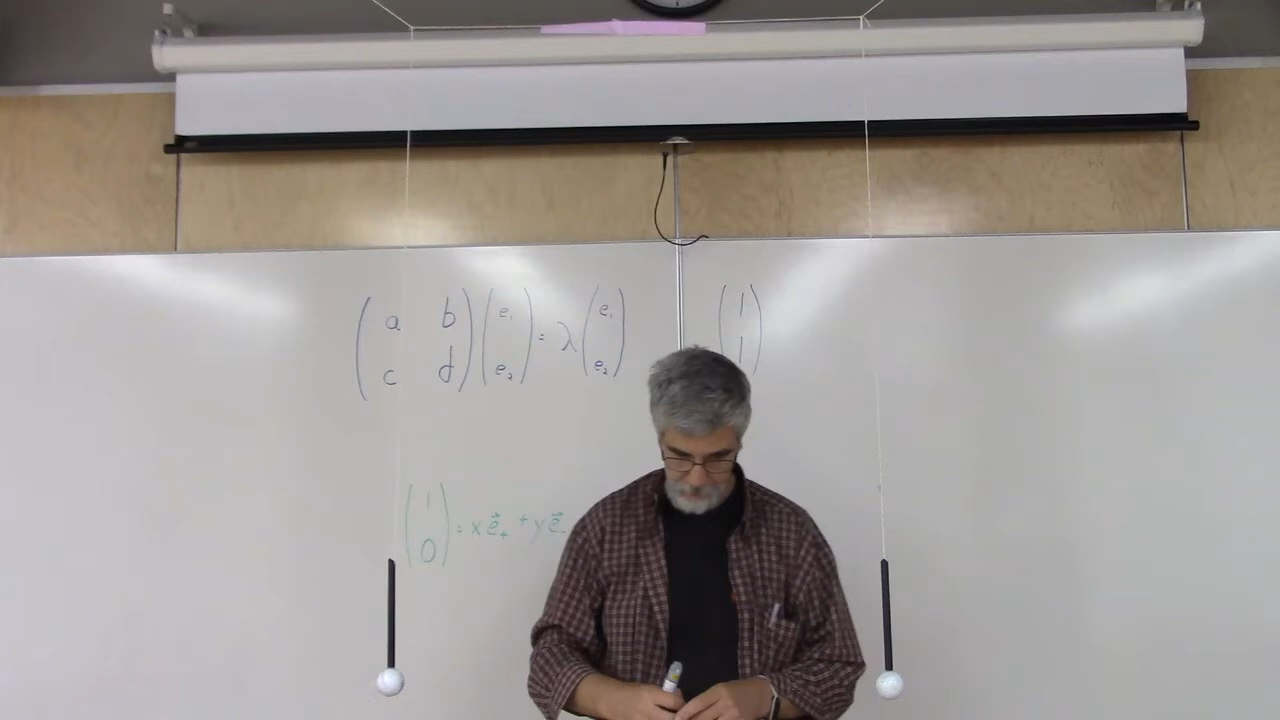 ( a b ) ( e₁ ) = λ ( e₁ ) ( 1 )
( c d ) ( e₂ ) ( e₂ ) ( 1 )
( 1 ) = x e⃗₊ + y e⃗₋
( 0 )